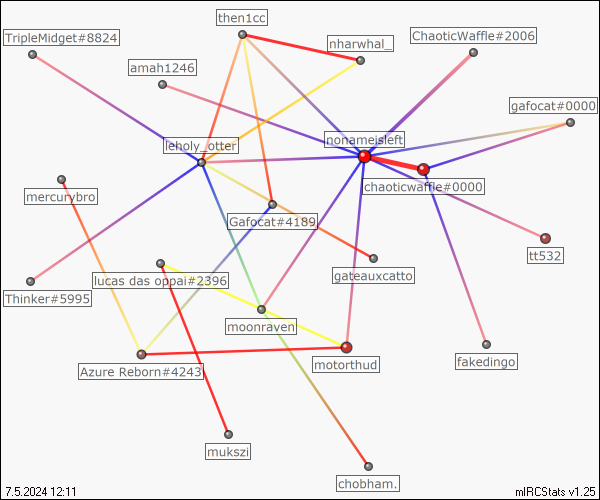 then1cc
TripleMidget#8824
nharwhal_
ChaoticWaffle#2006
amah1246
gafocat#0000
nonameisleft
leholy_otter
chaoticwaffle#0000
mercurybro
Gafocat#4189
tt532
gateauxcatto
lucas das oppai#2396
Thinker#5995
moonraven
motorthud
fakedingo
Azure Reborn#4243
mukszi
chobham.
7.5.2024 12:11
mIRCStats v1.25